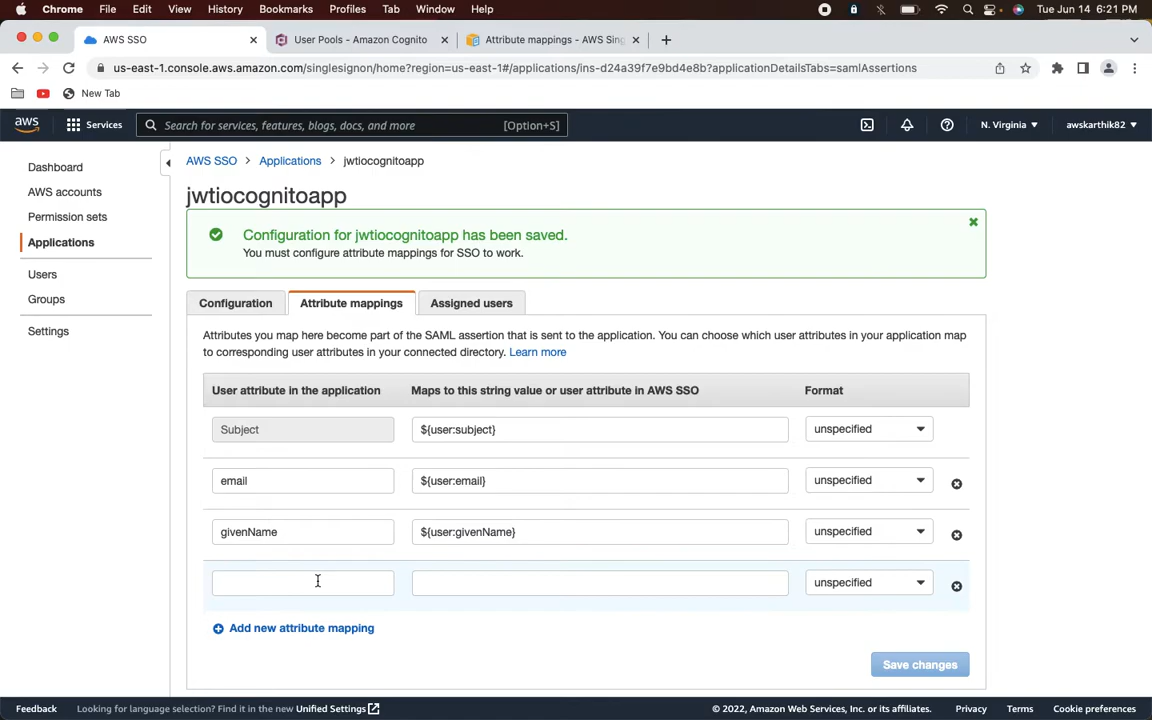 Chrome File Edit View History Bookmarks Profiles Tab Window Help Tue Jun 14 6:21 PM
AWS SSO User Pools - Amazon Cognito Attribute mappings - AWS Sing
us-east-1.console.aws.amazon.com/singlesignon/home?region=us-east-1#/applications/ins-d24a39f7e9bd4e8b?applicationDetailsTabs=samlAssertions
New Tab
aws Services Search for services, features, blogs, docs, and more [Option+S] N. Virginia awskarthik82
Dashboard
AWS accounts
Permission sets
Applications
Users
Groups
Settings
AWS SSO > Applications > jwtiocognitoapp
jwtiocognitoapp
Configuration for jwtiocognitoapp has been saved.
You must configure attribute mappings for SSO to work.
Configuration Attribute mappings Assigned users
Attributes you map here become part of the SAML assertion that is sent to the application. You can choose which user attributes in your application map
to corresponding user attributes in your connected directory. Learn more
User attribute in the application Maps to this string value or user attribute in AWS SSO Format
Subject ${user:subject} unspecified
email ${user:email} unspecified
givenName ${user:givenName} unspecified
unspecified
Add new attribute mapping
Save changes
Feedback Looking for language selection? Find it in the new Unified Settings © 2022, Amazon Web Services, Inc. or its affiliates. Privacy Terms Cookie preferences